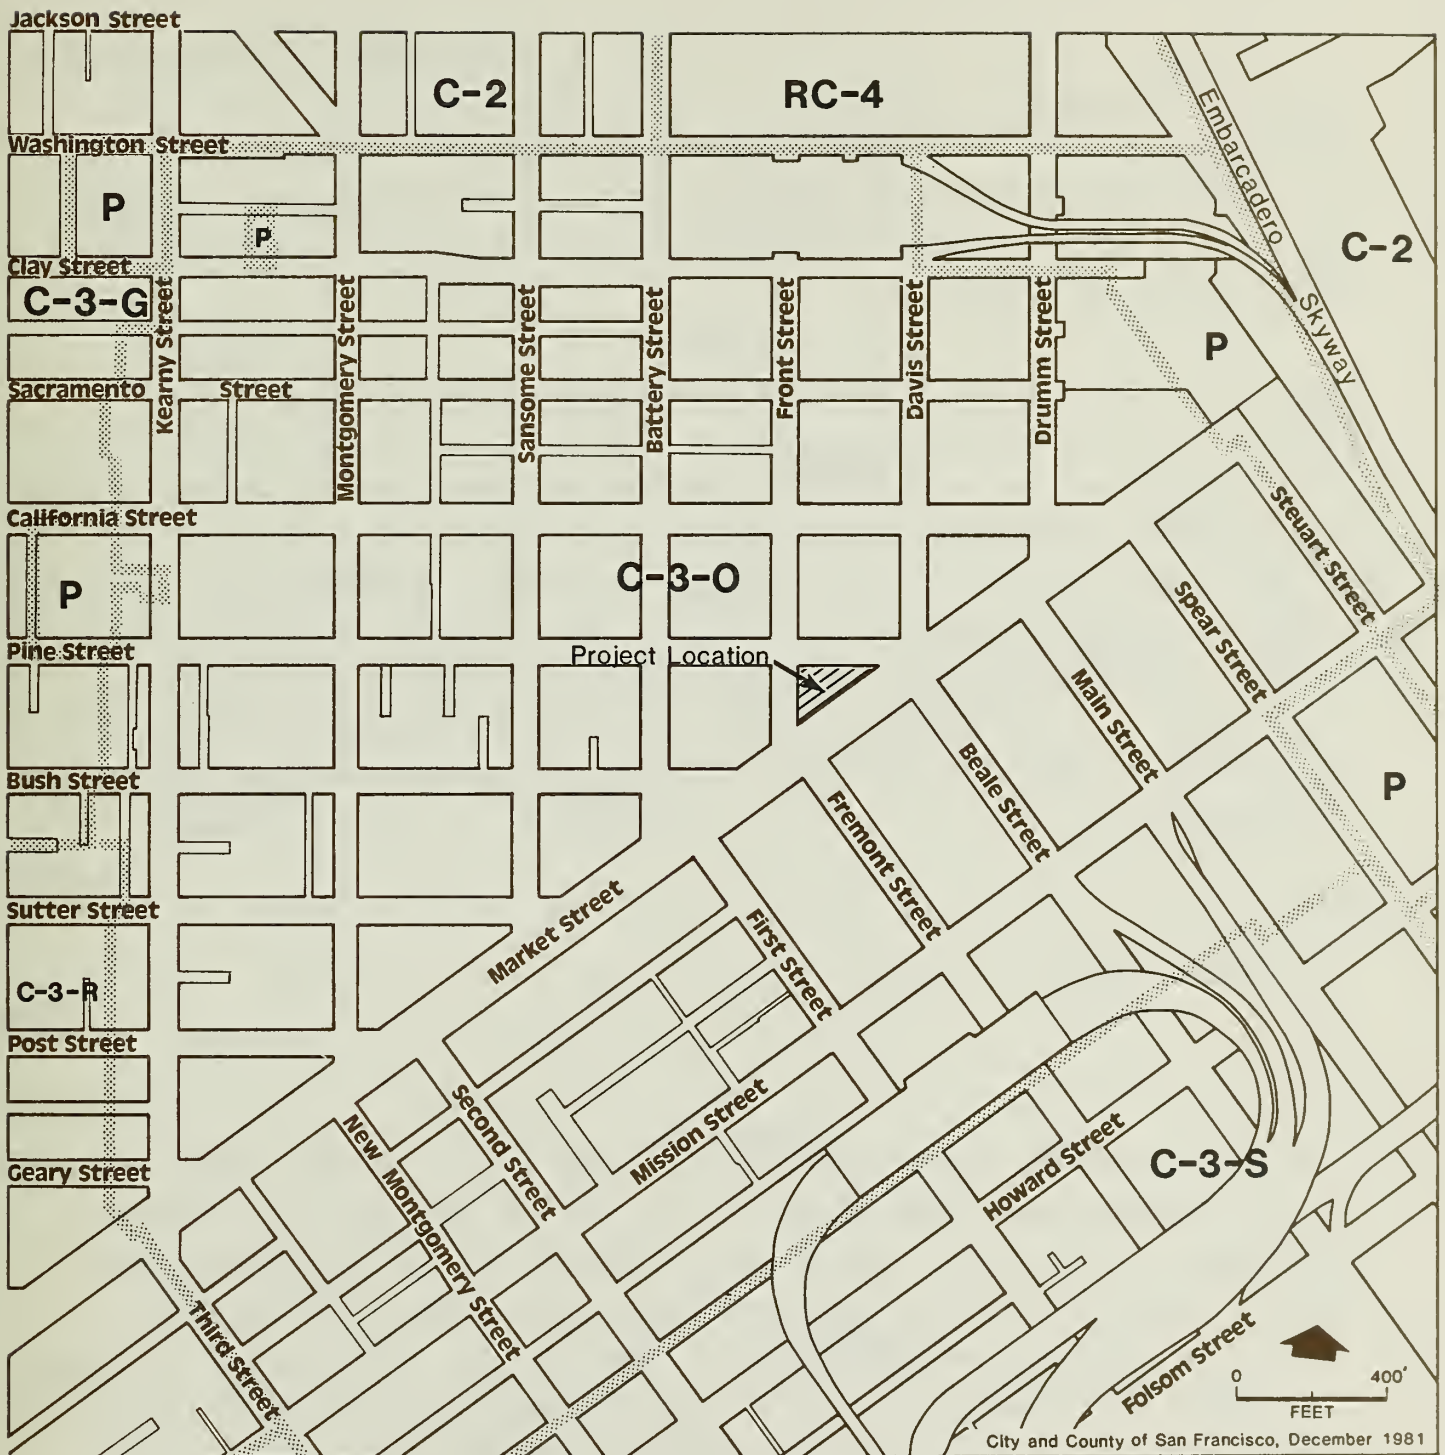 Jackson Street
C-2
RC-4
Embarcadero
Washington Street
P
P
C-2
Clay Street
C-3-G
Kearny Street
Montgomery Street
Sansome Street
Battery Street
Front Street
Davis Street
Drumm Street
Skyway
P
Sacramento Street
California Street
Steuart Street
P
C-3-O
Spear Street
Pine Street
Project Location
Main Street
Bush Street
Beale Street
P
Fremont Street
Sutter Street
Market Street
First Street
C-3-R
Post Street
Second Street
Mission Street
New Montgomery Street
Howard Street
C-3-S
Geary Street
Third Street
Folsom Street
0 400'
FEET
City and County of San Francisco, December 1981